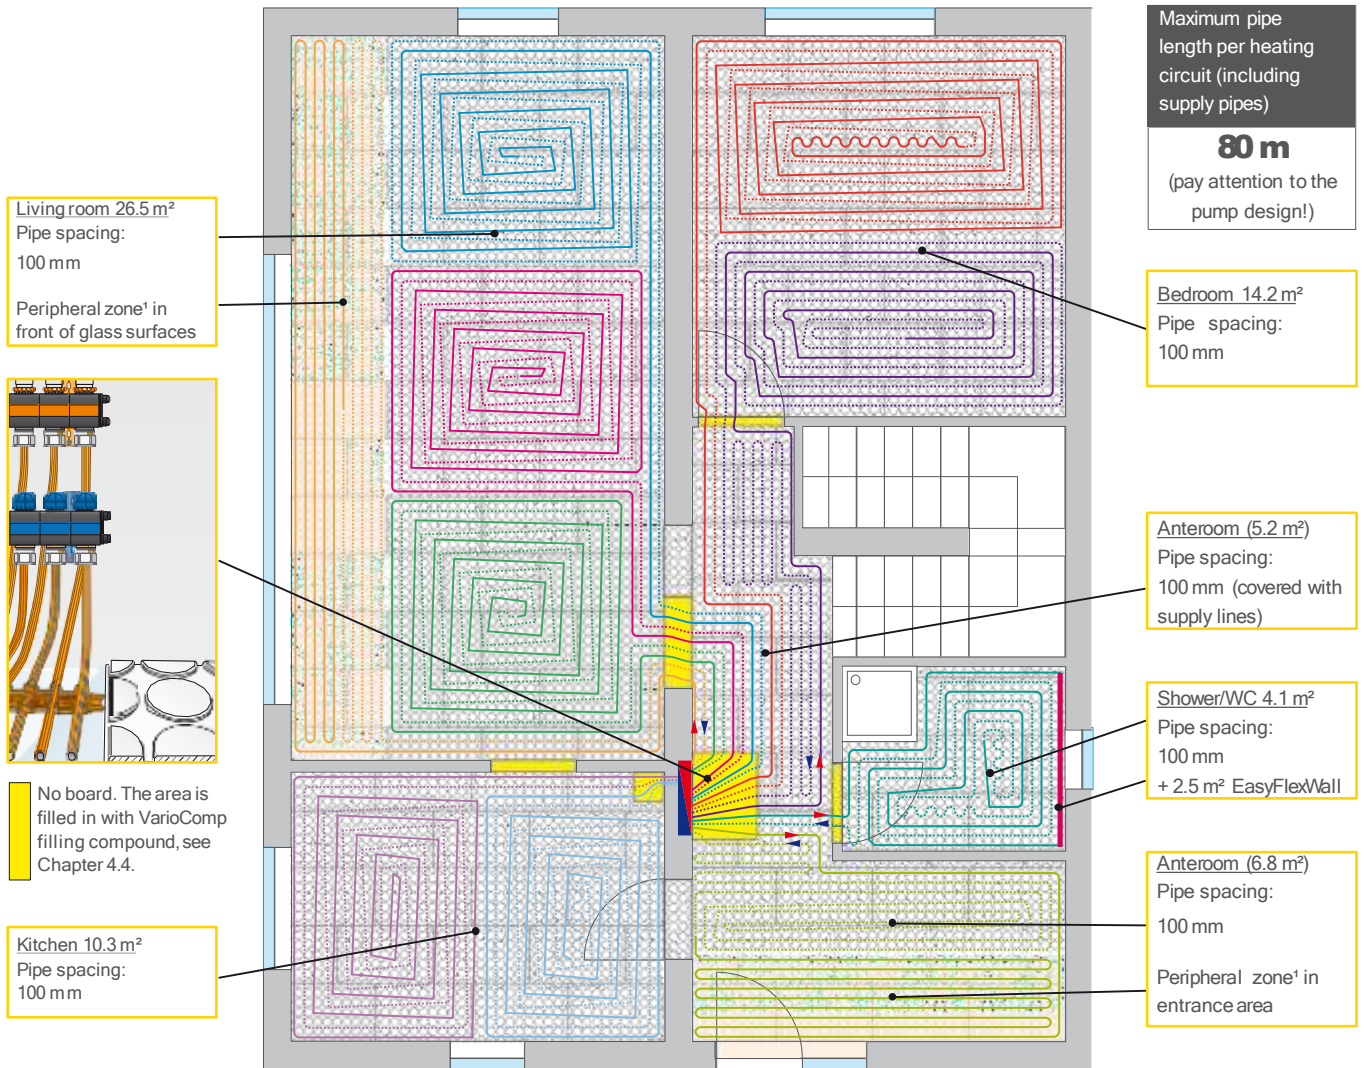 Maximum pipe
length per heating
circuit (including
supply pipes)
80 m
(pay attention to the
pump design!)
Living room 26.5 m²
Pipe spacing:
100 mm
Peripheral zone¹ in
front of glass surfaces
Bedroom 14.2 m²
Pipe spacing:
100 mm
Anteroom (5.2 m²)
Pipe spacing:
100 mm (covered with
supply lines)
Shower/WC 4.1 m²
Pipe spacing:
100 mm
+ 2.5 m² EasyFlexWall
No board. The area is
filled in with VarioComp
filling compound, see
Chapter 4.4.
Anteroom (6.8 m²)
Pipe spacing:
100 mm
Peripheral zone¹ in
entrance area
Kitchen 10.3 m²
Pipe spacing:
100 mm